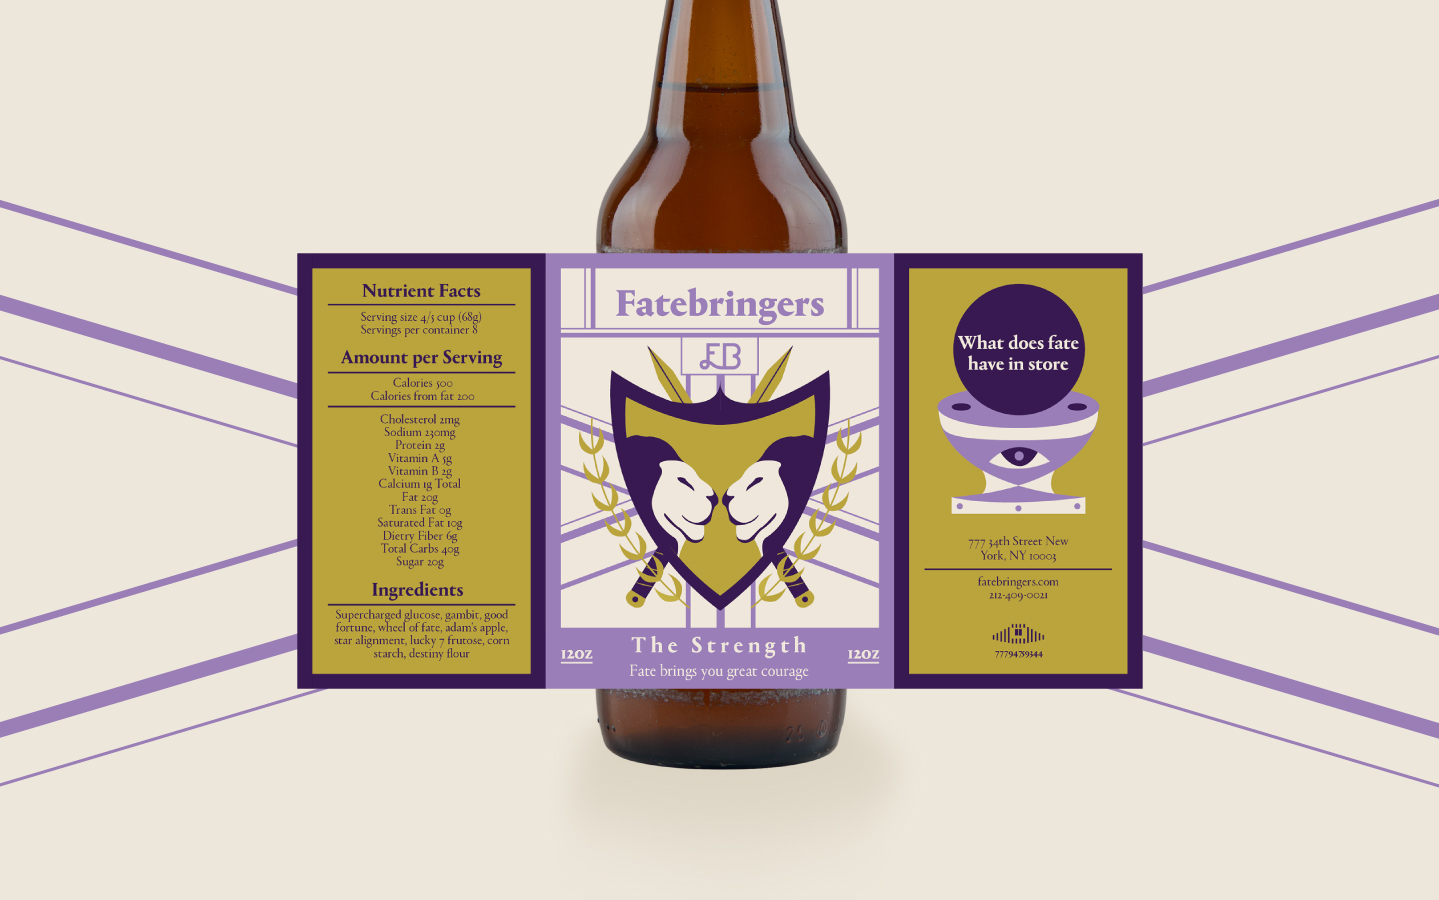 Nutrient Facts
Serving size 4/5 cup (68g)
Servings per container 8
Amount per Serving
Calories 500
Calories from fat 200
Cholesterol 2mg
Sodium 230mg
Protein 2g
Vitamin A 5g
Vitamin B 2g
Calcium 1g Total
Fat 20g
Trans Fat 0g
Saturated Fat 10g
Dietry Fiber 6g
Total Carbs 40g
Sugar 20g
Ingredients
Supercharged glucose, gambit, good
fortune, wheel of fate, adam's apple,
star alignment, lucky 7 frutose, corn
starch, destiny flour
Fatebringers
FB
The Strength
12OZ
12OZ
Fate brings you great courage
What does fate
have in store
777 34th Street New
York, NY 10003
fatebringers.com
212-409-0021
77794759344